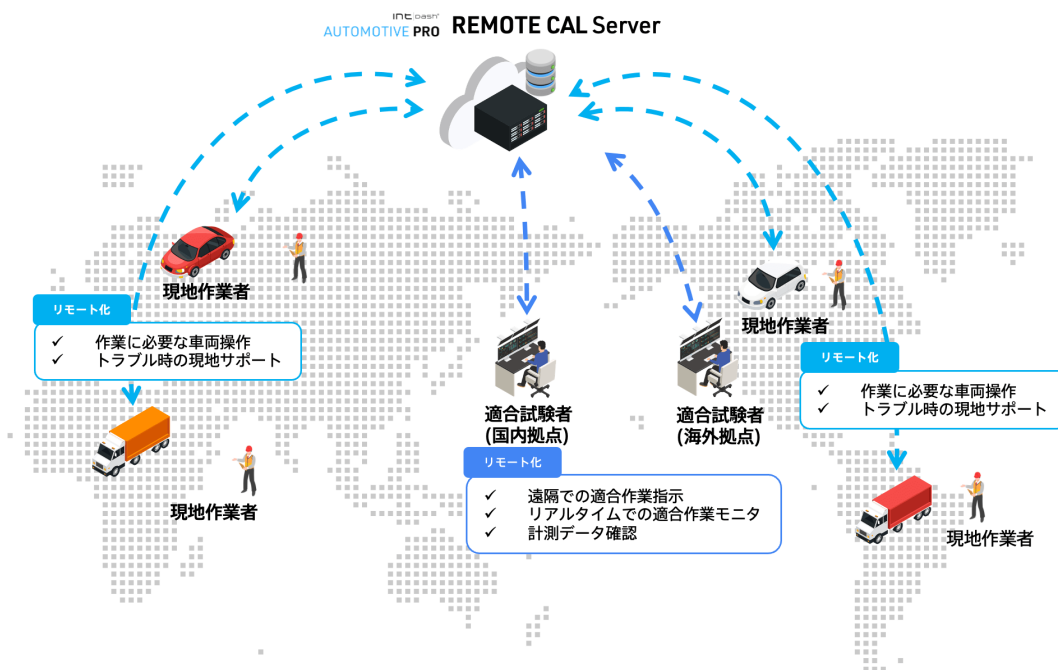 intdash
AUTOMOTIVE PRO REMOTE CAL Server
現地作業者
リモート化
✓ 作業に必要な車両操作
✓ トラブル時の現地サポート
現地作業者
現地作業者
リモート化
✓ 作業に必要な車両操作
✓ トラブル時の現地サポート
適合試験者
(国内拠点)
適合試験者
(海外拠点)
リモート化
✓ 遠隔での適合作業指示
✓ リアルタイムでの適合作業モニタ
✓ 計測データ確認
現地作業者